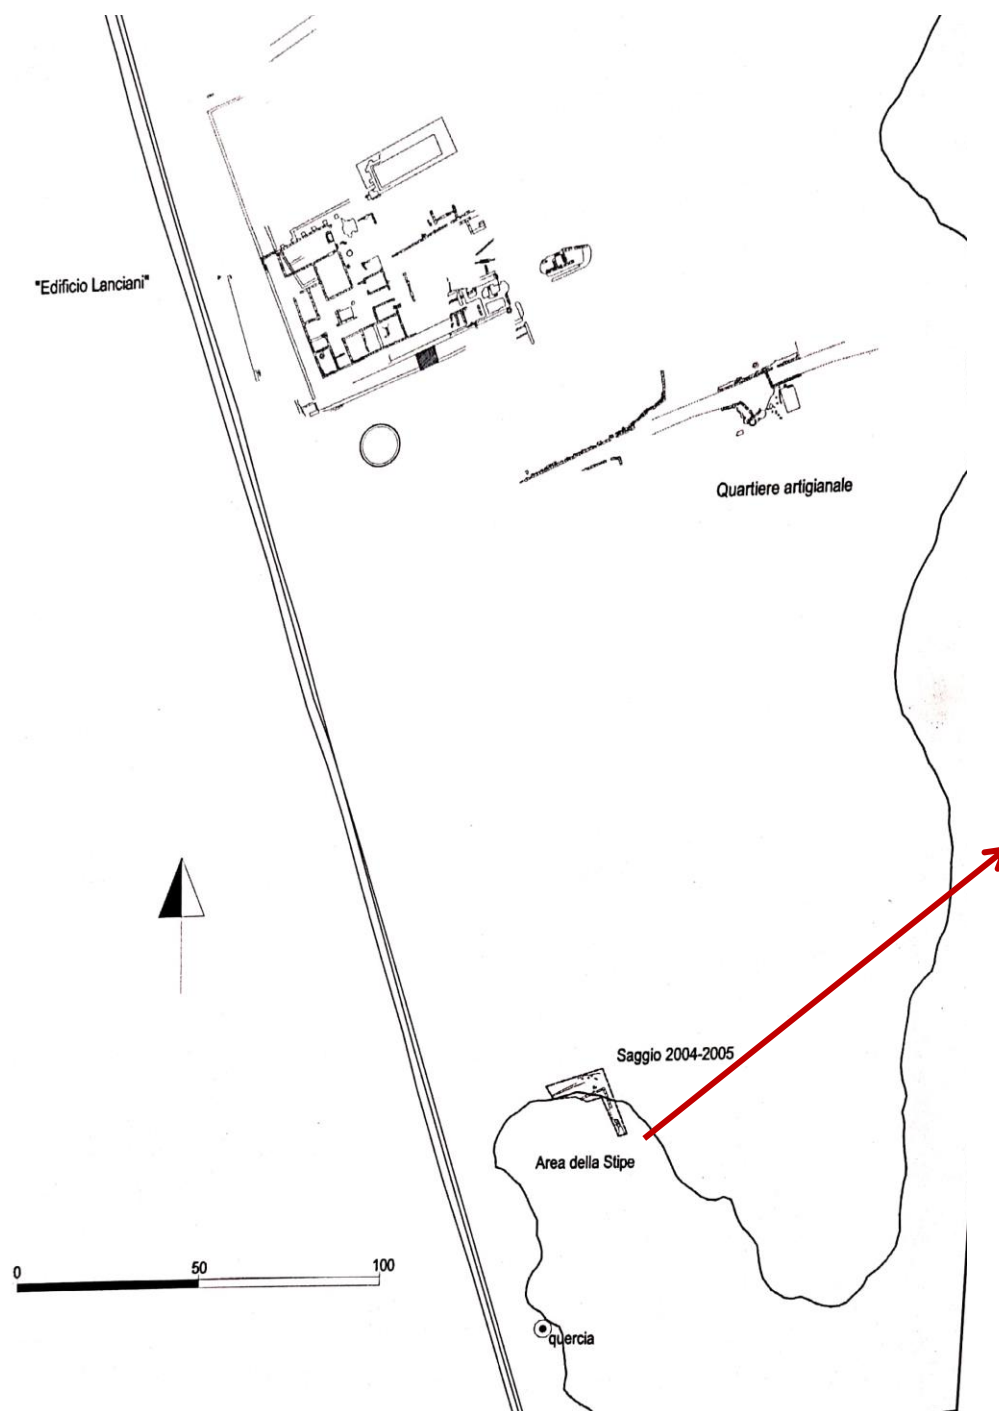 "Edificio Lanciani"
Quartiere artigianale
Saggio 2004-2005
Area della Stipe
0 50 100
quercia